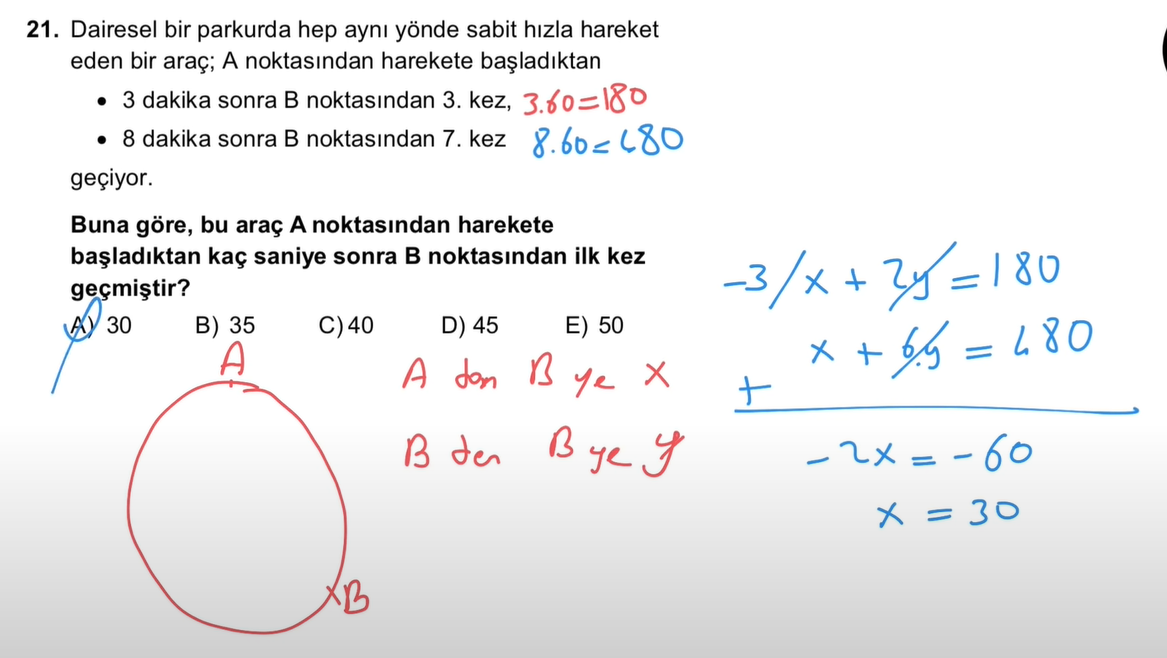 21. Dairesel bir parkurda hep aynı yönde sabit hızla hareket
eden bir araç; A noktasından harekete başladıktan
• 3 dakika sonra B noktasından 3. kez, 3.60=180
• 8 dakika sonra B noktasından 7. kez 8.60=480
geçiyor.
Buna göre, bu araç A noktasından harekete
başladıktan kaç saniye sonra B noktasından ilk kez
geçmiştir?
A) 30 B) 35 C) 40 D) 45 E) 50
A
A dan B ye x
B den B ye y
B
-3/ x + 2y = 180
x + 6.y = 480
+
-2x = -60
x = 30